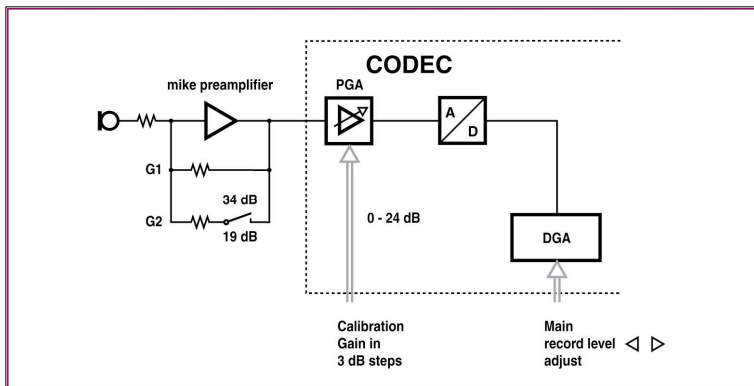 CODEC
mike preamplifier
PGA
A
D
G1
34 dB
G2
19 dB
0 - 24 dB
DGA
Calibration
Gain in
3 dB steps
Main
record level
adjust